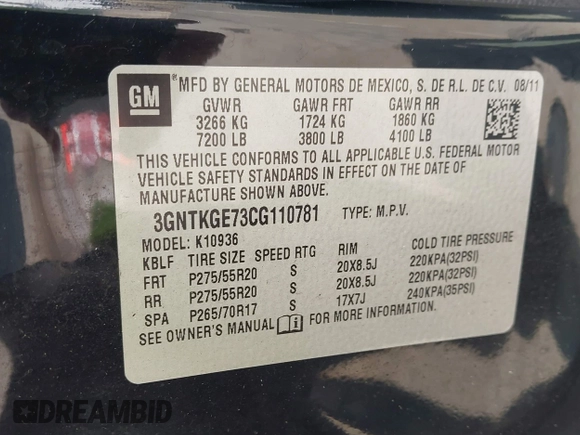 GM ® MFD BY GENERAL MOTORS DE MEXICO, S. DE R.L. DE C.V. 08/11
GVWR GAWR FRT GAWR RR
3266 KG 1724 KG 1860 KG
7200 LB 3800 LB 4100 LB
THIS VEHICLE CONFORMS TO ALL APPLICABLE U.S. FEDERAL MOTOR
VEHICLE SAFETY STANDARDS IN EFFECT ON THE DATE OF
MANUFACTURE SHOWN ABOVE.
3GNTKGE73CG110781 TYPE: M.P.V.
MODEL: K10936
KBLF TIRE SIZE SPEED RTG RIM COLD TIRE PRESSURE
FRT P275/55R20 S 20X8.5J 220KPA(32PSI)
RR P275/55R20 S 20X8.5J 220KPA(32PSI)
SPA P265/70R17 S 17X7J 240KPA(35PSI)
SEE OWNER'S MANUAL FOR MORE INFORMATION.
DREAMBID